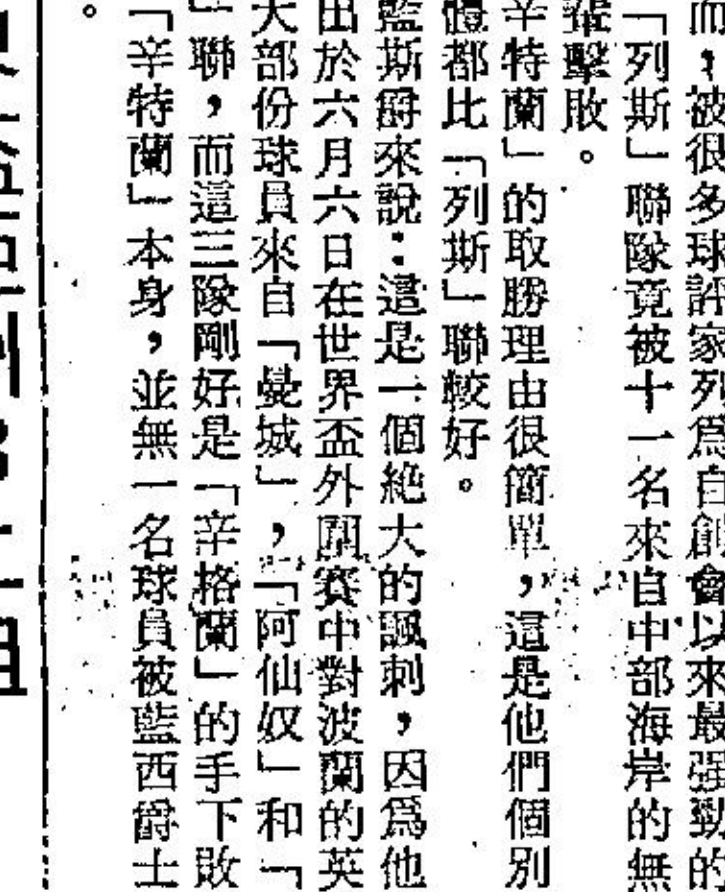 而，被很多球評家列爲自創會以來最强勁的
「列斯」聯隊竟被十一名來自中部海岸的無
擊敗。
辛特蘭」的取勝理由很簡單，這是他們個別
體都比「列斯」聯較好。
藍斯爵來說：這是一個絶大的諷刺，因爲他
出於六月六日在世界盃外圍賽中對波蘭的英
大部份球員來自「曼城」，「阿仙奴」和「
」聯，而這三隊剛好是「辛格蘭」的手下敗
「辛特蘭」本身，並無一名球員被藍西爵士
。